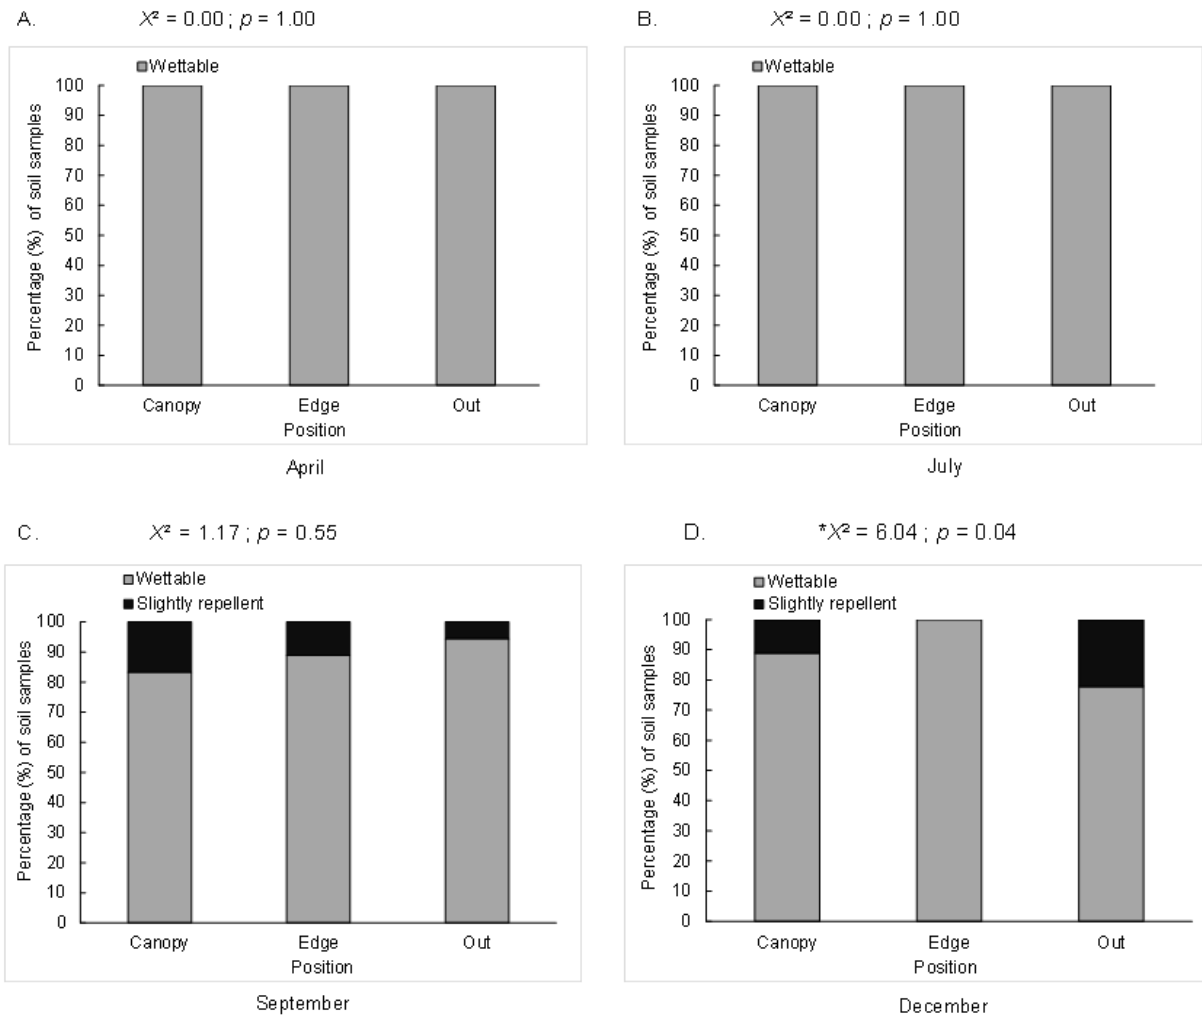 A. X² = 0.00 ; p = 1.00
Wettable
100
90
80
70
60
50
40
30
20
10
0
Percentage (%) of soil samples
Canopy Edge Out
Position
April
B. X² = 0.00 ; p = 1.00
Wettable
100
90
80
70
60
50
40
30
20
10
0
Percentage (%) of soil samples
Canopy Edge Out
Position
July
C. X² = 1.17 ; p = 0.55
Wettable
Slightly repellent
100
90
80
70
60
50
40
30
20
10
0
Percentage (%) of soil samples
Canopy Edge Out
Position
September
D. *X² = 6.04 ; p = 0.04
Wettable
Slightly repellent
100
90
80
70
60
50
40
30
20
10
0
Percentage (%) of soil samples
Canopy Edge Out
Position
December